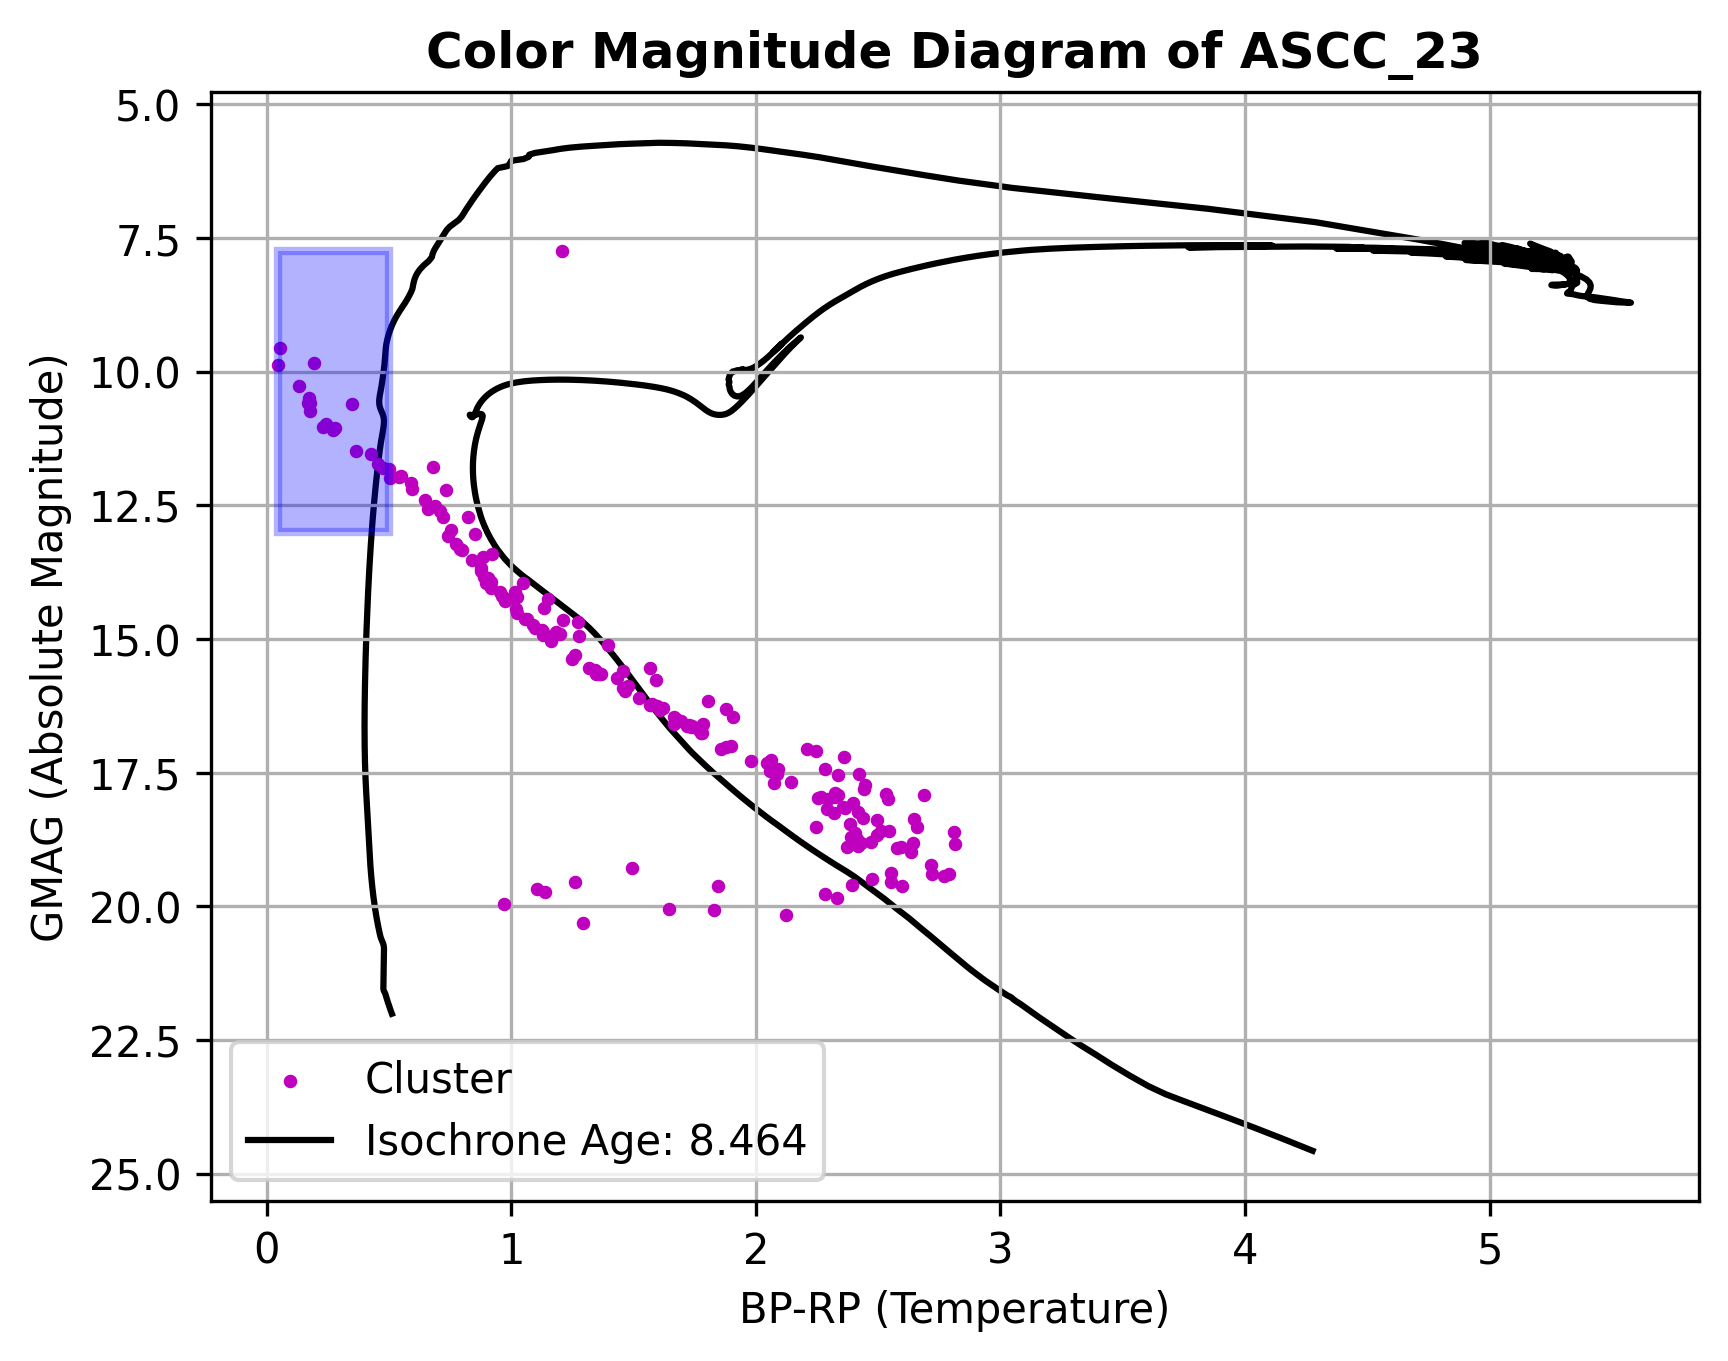 Color Magnitude Diagram of ASCC_23
5.0
7.5
10.0
12.5
15.0
17.5
20.0
22.5
25.0
GMAG (Absolute Magnitude)
Cluster
Isochrone Age: 8.464
0 1 2 3 4 5
BP-RP (Temperature)